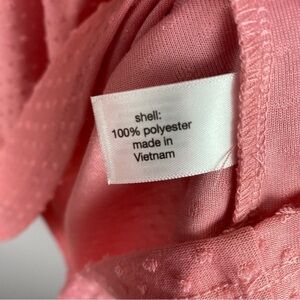 shell:
100% polyester
made in
Vietnam